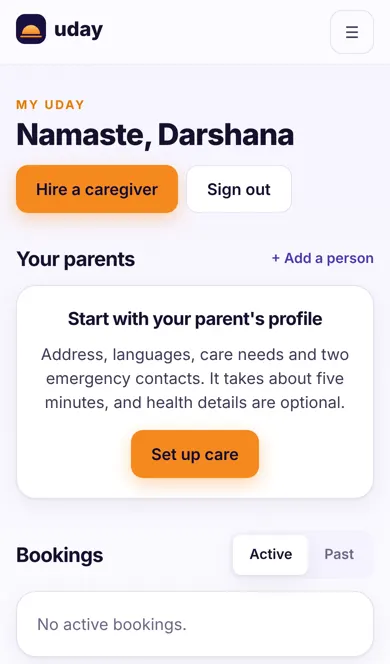 uday
☰
MY UDAY
Namaste, Darshana
Hire a caregiver
Sign out
Your parents
+ Add a person
Start with your parent's profile
Address, languages, care needs and two
emergency contacts. It takes about five
minutes, and health details are optional.
Set up care
Bookings
Active
Past
No active bookings.